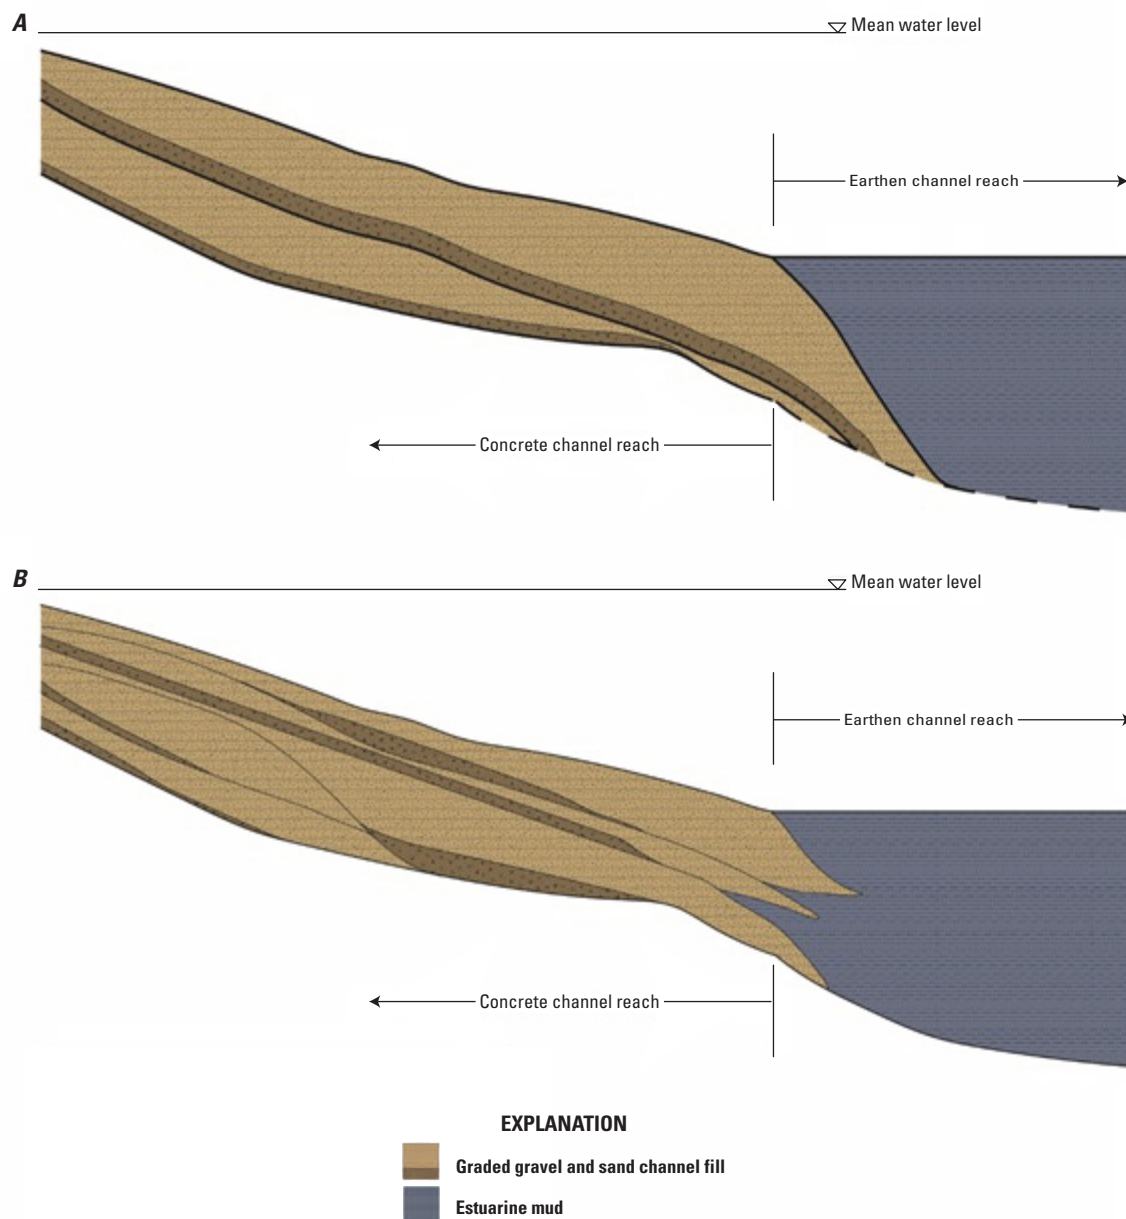 A
Mean water level
Earthen channel reach
Concrete channel reach
B
Mean water level
Earthen channel reach
Concrete channel reach
EXPLANATION
Graded gravel and sand channel fill
Estuarine mud